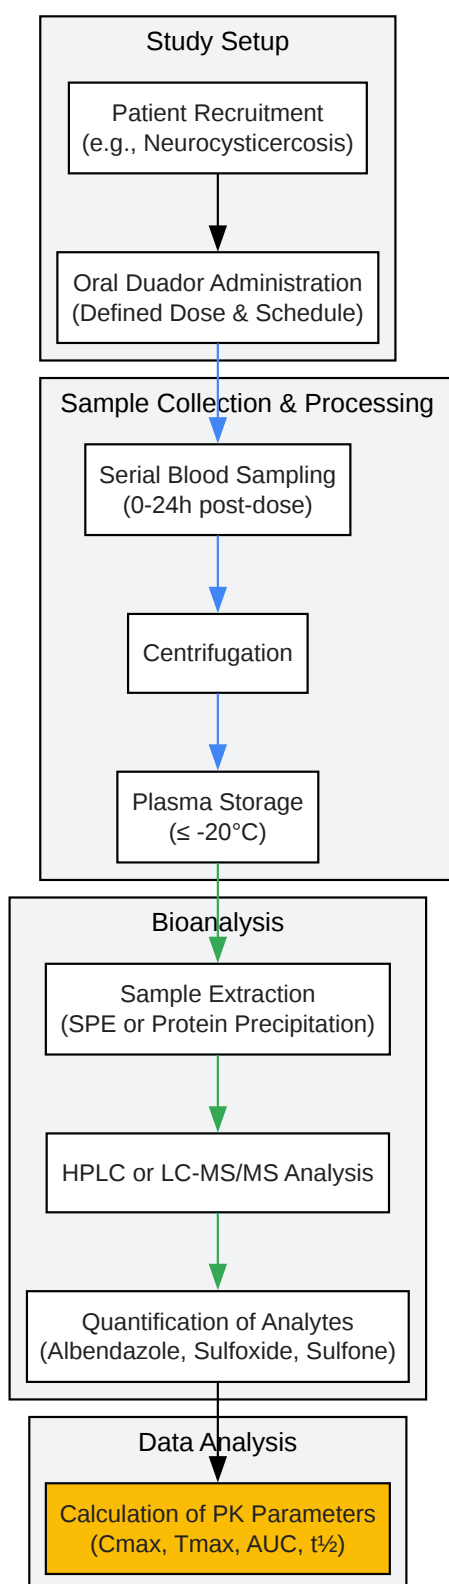 Study Setup
Patient Recruitment
(e.g., Neurocysticercosis)
Oral Duador Administration
(Defined Dose & Schedule)
Sample Collection & Processing
Serial Blood Sampling
(0-24h post-dose)
Centrifugation
Plasma Storage
(≤ -20°C)
Bioanalysis
Sample Extraction
(SPE or Protein Precipitation)
HPLC or LC-MS/MS Analysis
Quantification of Analytes
(Albendazole, Sulfoxide, Sulfone)
Data Analysis
Calculation of PK Parameters
(Cmax, Tmax, AUC, t½)